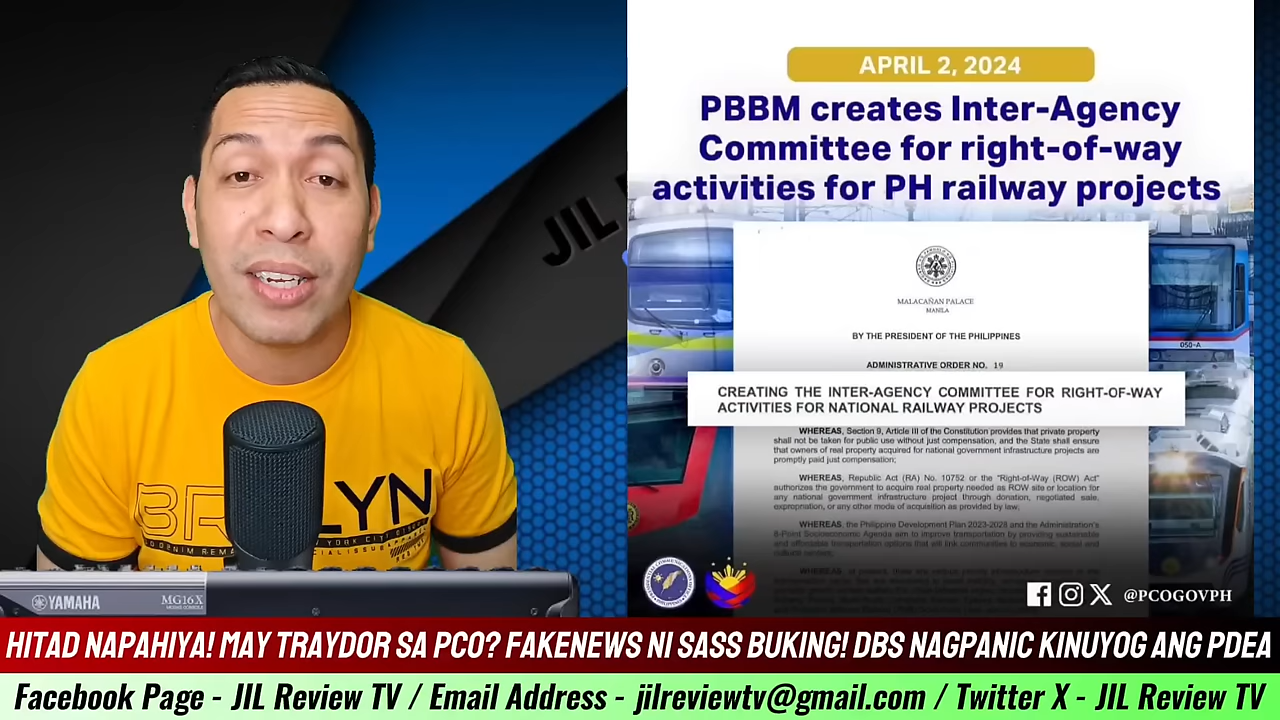 APRIL 2, 2024
PBBM creates Inter-Agency
Committee for right-of-way
activities for PH railway projects
JIL
MALACAÑAN PALACE
MANILA
BY THE PRESIDENT OF THE PHILIPPINES
050-A
ADMINISTRATIVE ORDER NO. 19
CREATING THE INTER-AGENCY COMMITTEE FOR RIGHT-OF-WAY
ACTIVITIES FOR NATIONAL RAILWAY PROJECTS
WHEREAS, Section 9, Article III of the Constitution provides that private property
shall not be taken for public use without just compensation, and the State shall ensure
that owners of real property acquired for national government infrastructure projects are
promptly paid just compensation;
WHEREAS, Republic Act (RA) No. 10752 or the "Right-of-Way (ROW) Act"
authorizes the government to acquire real property needed as ROW site or location for
any national government infrastructure project through donation, negotiated sale,
expropriation, or any other mode of acquisition as provided by law;
WHEREAS, the Philippine Development Plan 2023-2028 and the Administration's
8-Point Socioeconomic Agenda aim to improve transportation by providing sustainable
and affordable transportation options that will link communities to economic, social and
cultural centers;
WHEREAS, at present,
BR LYN
YORK CITY
YAMAHA
MG16X
@PCOGOVPH
HITAD NAPAHIYA! MAY TRAYDOR SA PCO? FAKENEWS NI SASS BUKING! DBS NAGPANIC KINUYOG ANG PDEA
Facebook Page - JIL Review TV / Email Address - jilreviewtv@gmail.com / Twitter X - JIL Review TV